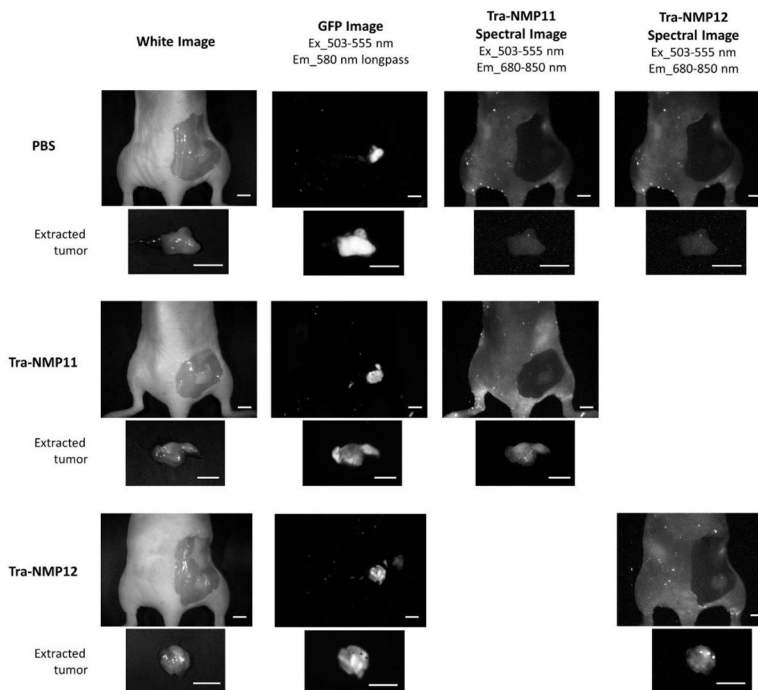 White Image
GFP Image
Ex_503-555 nm
Em_580 nm longpass
Tra-NMP11
Spectral Image
Ex_503-555 nm
Em_680-850 nm
Tra-NMP12
Spectral Image
Ex_503-555 nm
Em_680-850 nm
PBS
Extracted
tumor
Tra-NMP11
Extracted
tumor
Tra-NMP12
Extracted
tumor